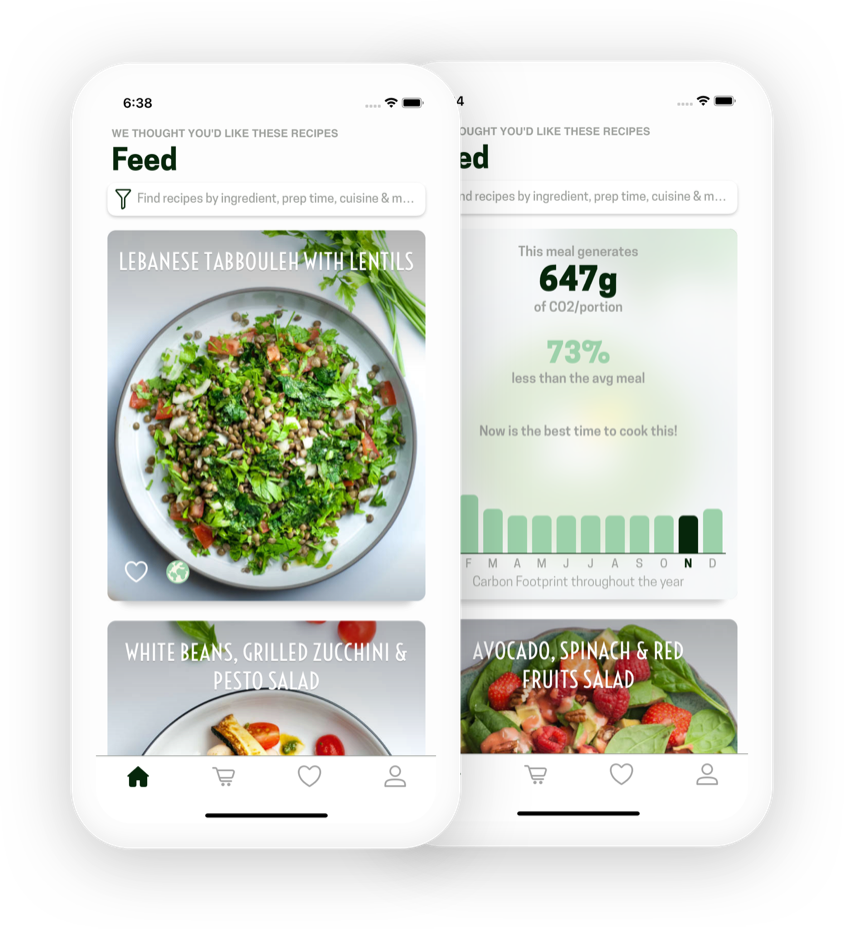 6:38
WE THOUGHT YOU'D LIKE THESE RECIPES
Feed
Find recipes by ingredient, prep time, cuisine & m...
LEBANESE TABBOULEH WITH LENTILS
WHITE BEANS, GRILLED ZUCCHINI &
PESTO SALAD
4
OUGHT YOU'D LIKE THESE RECIPES
ed
nd recipes by ingredient, prep time, cuisine & m...
This meal generates
647g
of CO2/portion
73%
less than the avg meal
Now is the best time to cook this!
F M A M J J A S O N D
Carbon Footprint throughout the year
AVOCADO, SPINACH & RED
FRUITS SALAD